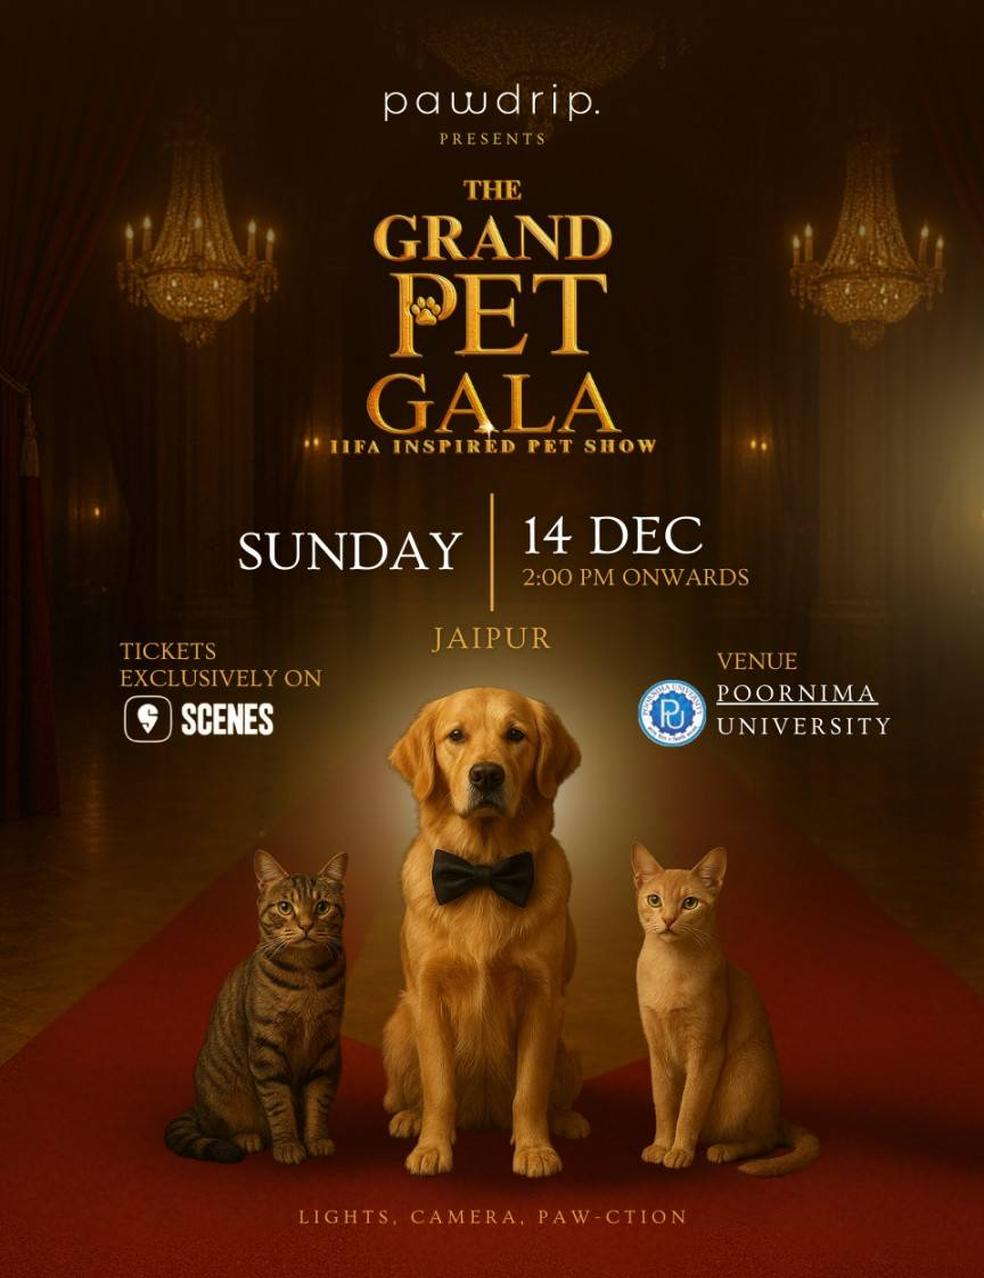 pawdrip.
PRESENTS
THE
GRAND
PET
GALA
IIFA INSPIRED PET SHOW
SUNDAY
14 DEC
2:00 PM ONWARDS
JAIPUR
TICKETS
EXCLUSIVELY ON
SCENES
VENUE
POORNIMA
UNIVERSITY
PU
LIGHTS, CAMERA, PAW-CTION